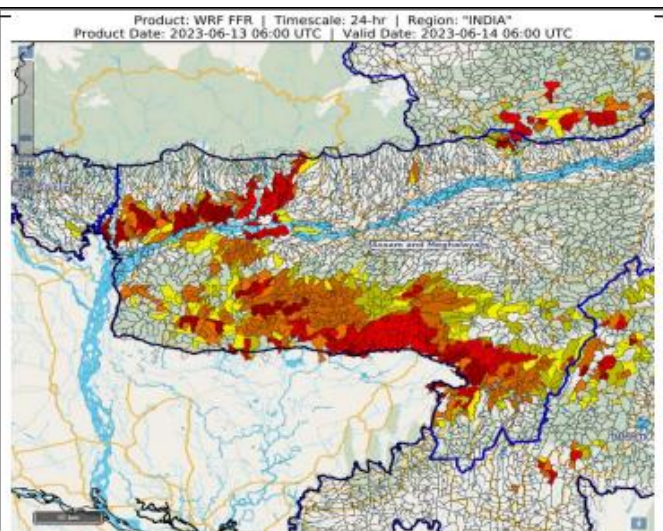 Product: WRF FFR | Timescale: 24-hr | Region: "INDIA"
Product Date: 2023-06-13 06:00 UTC | Valid Date: 2023-06-14 06:00 UTC
Assam and Meghalaya